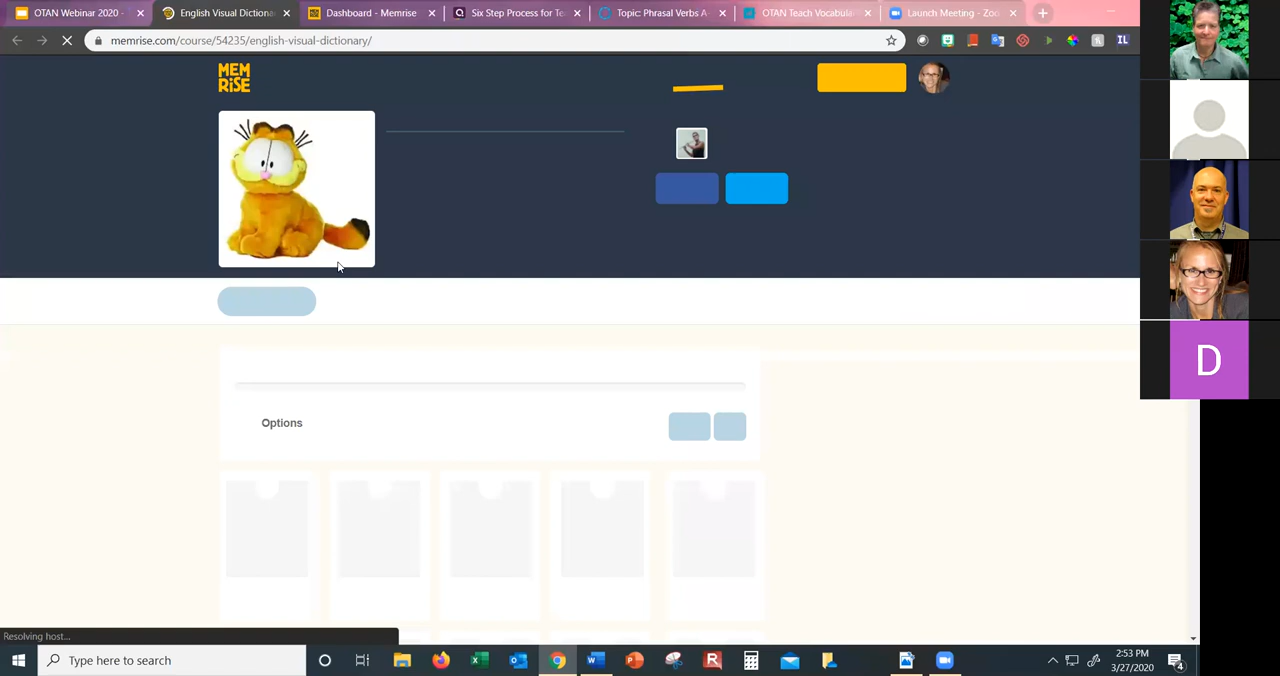 OTAN Webinar 2020 -
English Visual Dictiona
Dashboard - Memrise
Six Step Process for Te
Topic: Phrasal Verbs A
OTAN Teach Vocabula
Launch Meeting - Zoo
memrise.com/course/54235/english-visual-dictionary/
IL
MEM
RiSE
Options
D
Resolving host...
Type here to search
2:53 PM
3/27/2020
4